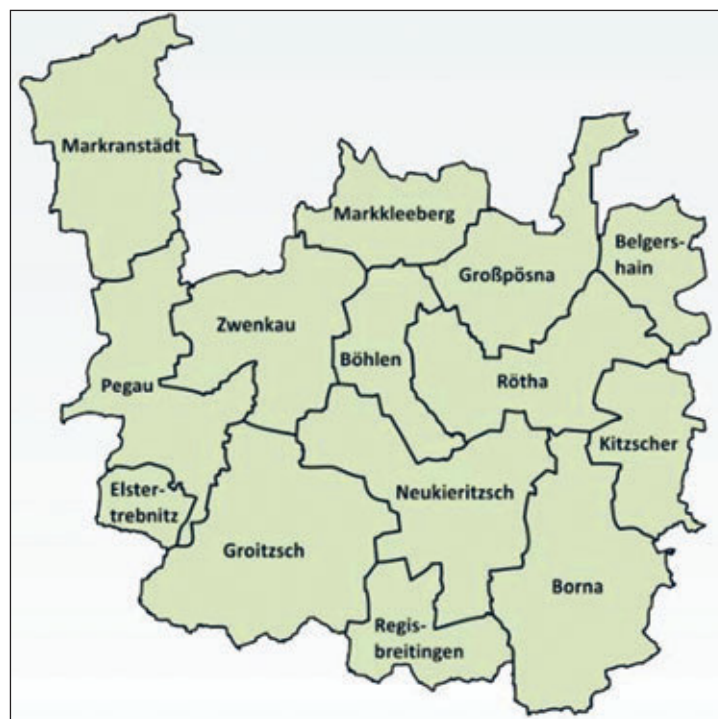 Markranstädt
Markkleeberg
Belgers-
hain
Großpösna
Zwenkau
Böhlen
Rötha
Pegau
Kitzscher
Elster-
trebnitz
Neukieritzsch
Groitzsch
Borna
Regis-
breitingen